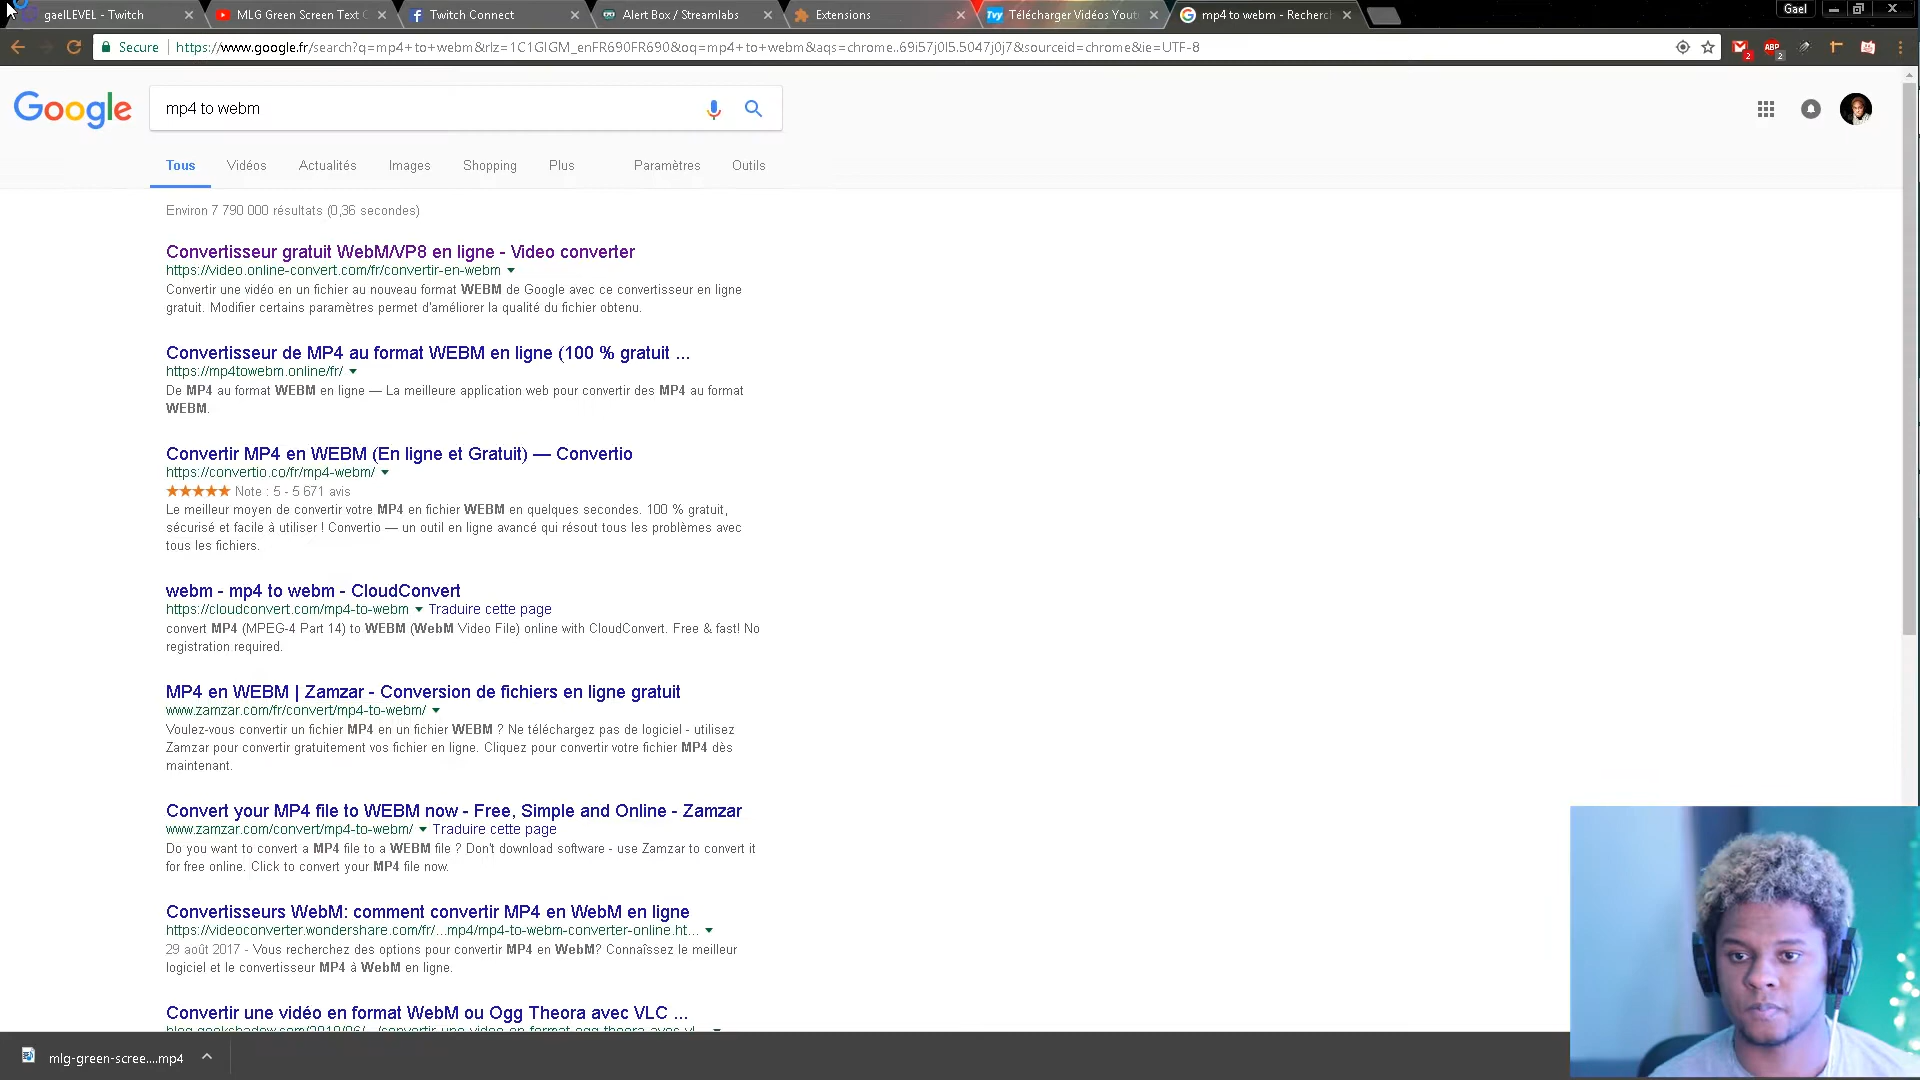 gaelLEVEL - Twitch
MLG Green Screen Text
Twitch Connect
Alert Box / Streamlabs
Extensions
Tvy
Télécharger Vidéos Yout
mp4 to webm - Recherc
Gael
Secure
https://www.google.fr/search?q=mp4+to+webm&rlz=1C1GIGM_enFR690FR690&oq=mp4+to+webm&aqs=chrome..69i57j0l5.5047j0j7&sourceid=chrome&ie=UTF-8
2
ABP
2
Google
mp4 to webm
Tous
Vidéos
Actualités
Images
Shopping
Plus
Paramètres
Outils
Environ 7 790 000 résultats (0,36 secondes)
Convertisseur gratuit WebM/VP8 en ligne - Video converter
https://video.online-convert.com/fr/convertir-en-webm
Convertir une vidéo en un fichier au nouveau format WEBM de Google avec ce convertisseur en ligne
gratuit. Modifier certains paramètres permet d'améliorer la qualité du fichier obtenu.
Convertisseur de MP4 au format WEBM en ligne (100 % gratuit ...
https://mp4towebm.online/fr/
De MP4 au format WEBM en ligne — La meilleure application web pour convertir des MP4 au format
WEBM.
Convertir MP4 en WEBM (En ligne et Gratuit) — Convertio
https://convertio.co/fr/mp4-webm/
★★★★★ Note : 5 - 5 671 avis
Le meilleur moyen de convertir votre MP4 en fichier WEBM en quelques secondes. 100 % gratuit,
sécurisé et facile à utiliser ! Convertio — un outil en ligne avancé qui résout tous les problèmes avec
tous les fichiers.
webm - mp4 to webm - CloudConvert
https://cloudconvert.com/mp4-to-webm Traduire cette page
convert MP4 (MPEG-4 Part 14) to WEBM (WebM Video File) online with CloudConvert. Free & fast! No
registration required.
MP4 en WEBM | Zamzar - Conversion de fichiers en ligne gratuit
www.zamzar.com/fr/convert/mp4-to-webm/
Voulez-vous convertir un fichier MP4 en un fichier WEBM ? Ne téléchargez pas de logiciel - utilisez
Zamzar pour convertir gratuitement vos fichier en ligne. Cliquez pour convertir votre fichier MP4 dès
maintenant.
Convert your MP4 file to WEBM now - Free, Simple and Online - Zamzar
www.zamzar.com/convert/mp4-to-webm/ Traduire cette page
Do you want to convert a MP4 file to a WEBM file ? Don't download software - use Zamzar to convert it
for free online. Click to convert your MP4 file now.
Convertisseurs WebM: comment convertir MP4 en WebM en ligne
https://videoconverter.wondershare.com/fr/...mp4/mp4-to-webm-converter-online.ht...
29 août 2017 - Vous recherchez des options pour convertir MP4 en WebM? Connaîssez le meilleur
logiciel et le convertisseur MP4 à WebM en ligne.
Convertir une vidéo en format WebM ou Ogg Theora avec VLC ...
mlg-green-scree....mp4